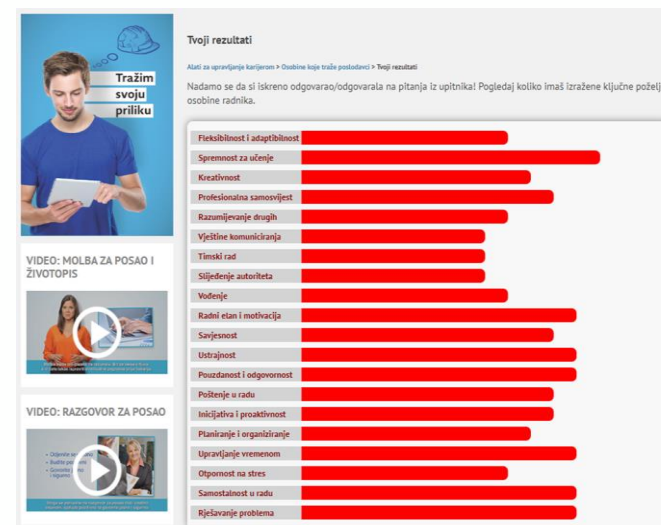 Tražim
svoju
priliku
VIDEO: MOLBA ZA POSAO I
ŽIVOTOPIS
VIDEO: RAZGOVOR ZA POSAO
Tvoji rezultati
Alati za upravljanje karijerom > Osobine koje traže poslodavci > Tvoji rezultati
Nadamo se da si iskreno odgovarao/odgovarala na pitanja iz upitnika! Pogledaj koliko imaš izražene ključne poželj
osobine radnika.
Fleksibilnost i adaptibilnost
Spremnost za učenje
Kreativnost
Profesionalna samosvijest
Razumijevanje drugih
Vještine komuniciranja
Timski rad
Slijeđenje autoriteta
Vođenje
Radni elan i motivacija
Savjesnost
Ustrajnost
Pouzdanost i odgovornost
Poštenje u radu
Inicijativa i proaktivnost
Planiranje i organiziranje
Upravljanje vremenom
Otpornost na stres
Samostalnost u radu
Rješavanje problema